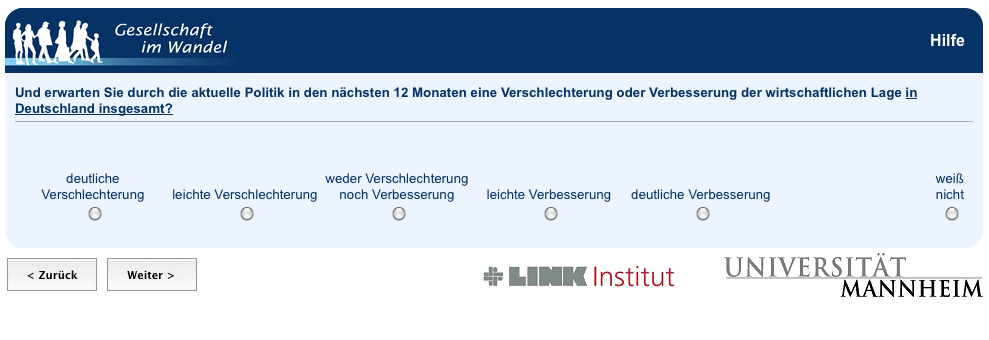 Gesellschaft
im Wandel
Hilfe
Und erwarten Sie durch die aktuelle Politik in den nächsten 12 Monaten eine Verschlechterung oder Verbesserung der wirtschaftlichen Lage in
Deutschland insgesamt?
deutliche
Verschlechterung
leichte Verschlechterung
weder Verschlechterung
noch Verbesserung
leichte Verbesserung
deutliche Verbesserung
weiß
nicht
< Zurück
Weiter >
LINK Institut
UNIVERSITÄT
MANNHEIM